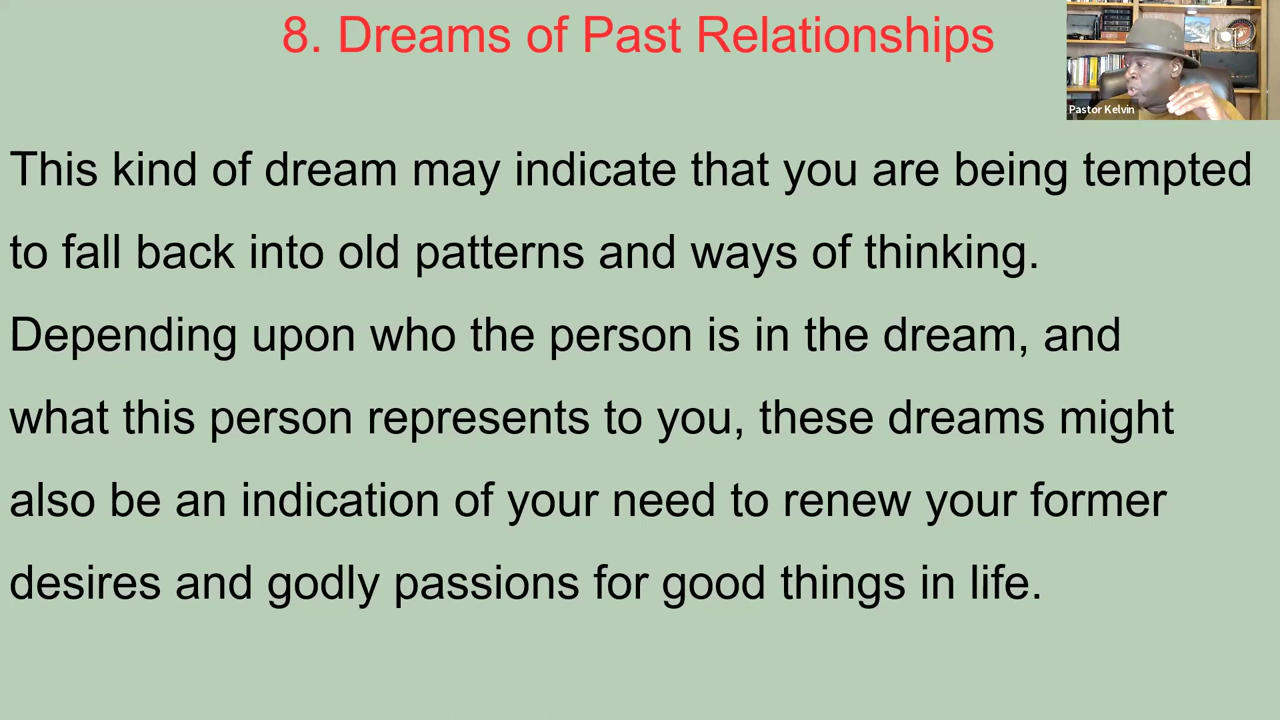 8. Dreams of Past Relationships
Pastor Kelvin
This kind of dream may indicate that you are being tempted
to fall back into old patterns and ways of thinking.
Depending upon who the person is in the dream, and
what this person represents to you, these dreams might
also be an indication of your need to renew your former
desires and godly passions for good things in life.